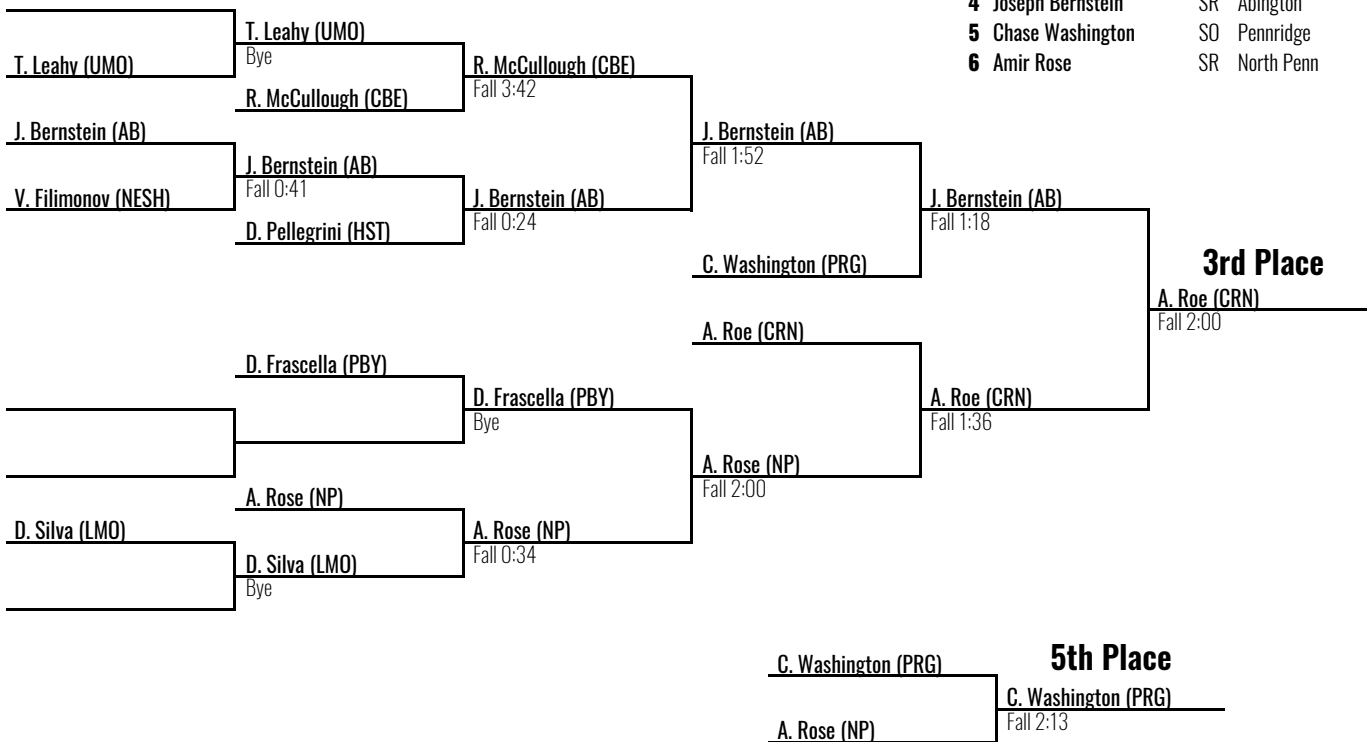 4 Joseph Bernstein SR Abington
5 Chase Washington SO Pennridge
6 Amir Rose SR North Penn
T. Leahy (UMO)
T. Leahy (UMO)
Bye
R. McCullough (CBE)
R. McCullough (CBE)
Fall 3:42
J. Bernstein (AB)
V. Filimonov (NESH)
J. Bernstein (AB)
Fall 0:41
D. Pellegrini (HST)
J. Bernstein (AB)
Fall 0:24
J. Bernstein (AB)
Fall 1:52
C. Washington (PRG)
J. Bernstein (AB)
Fall 1:18
3rd Place
A. Roe (CRN)
Fall 2:00
A. Roe (CRN)
A. Roe (CRN)
Fall 1:36
D. Frascella (PBY)
D. Frascella (PBY)
Bye
A. Rose (NP)
Fall 2:00
A. Rose (NP)
A. Rose (NP)
Fall 0:34
D. Silva (LMO)
D. Silva (LMO)
Bye
5th Place
C. Washington (PRG)
A. Rose (NP)
C. Washington (PRG)
Fall 2:13